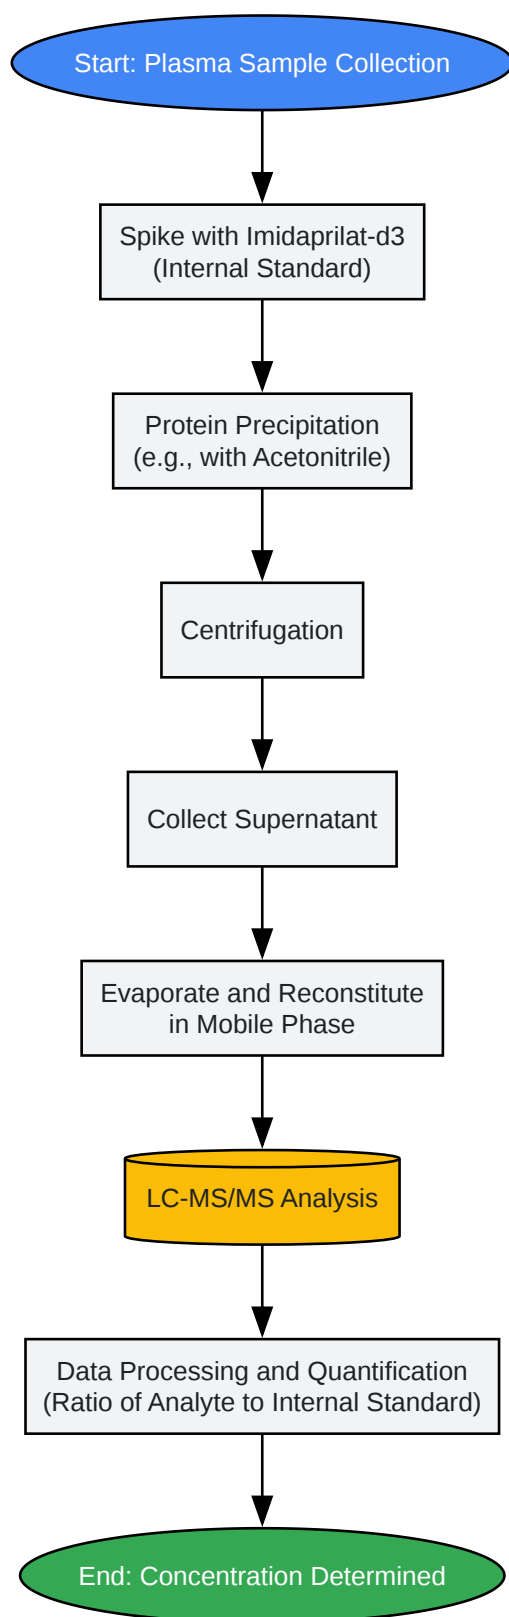 Start: Plasma Sample Collection
Spike with Imidaprilat-d3
(Internal Standard)
Protein Precipitation
(e.g., with Acetonitrile)
Centrifugation
Collect Supernatant
Evaporate and Reconstitute
in Mobile Phase
LC-MS/MS Analysis
Data Processing and Quantification
(Ratio of Analyte to Internal Standard)
End: Concentration Determined